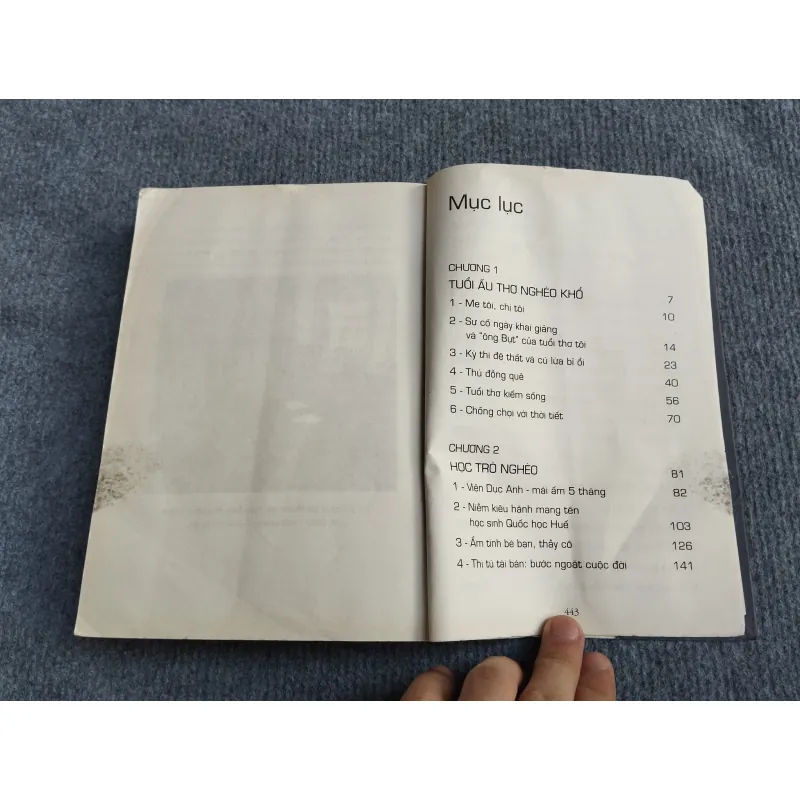 Mục lục
CHƯƠNG 1
TUỔI ẤU THƠ NGHÈO KHỔ 7
1 - Mẹ tôi, chị tôi 10
2 - Sự cố ngày khai giảng
và "ông Bụt" của tuổi thơ tôi 14
3 - Kỳ thi đệ thất và cú lừa bỉ ổi 23
4 - Thú đồng quê 40
5 - Tuổi thơ kiếm sống 56
6 - Chống chọi với thời tiết 70
CHƯƠNG 2
HỌC TRÒ NGHÈO 81
1 - Viện Dục Anh - mái ấm 5 tháng 82
2 - Niềm kiêu hãnh mang tên
học sinh Quốc học Huế 103
3 - Ấm tình bè bạn, thầy cô 126
4 - Thi tú tài bán: bước ngoặt cuộc đời 141
443